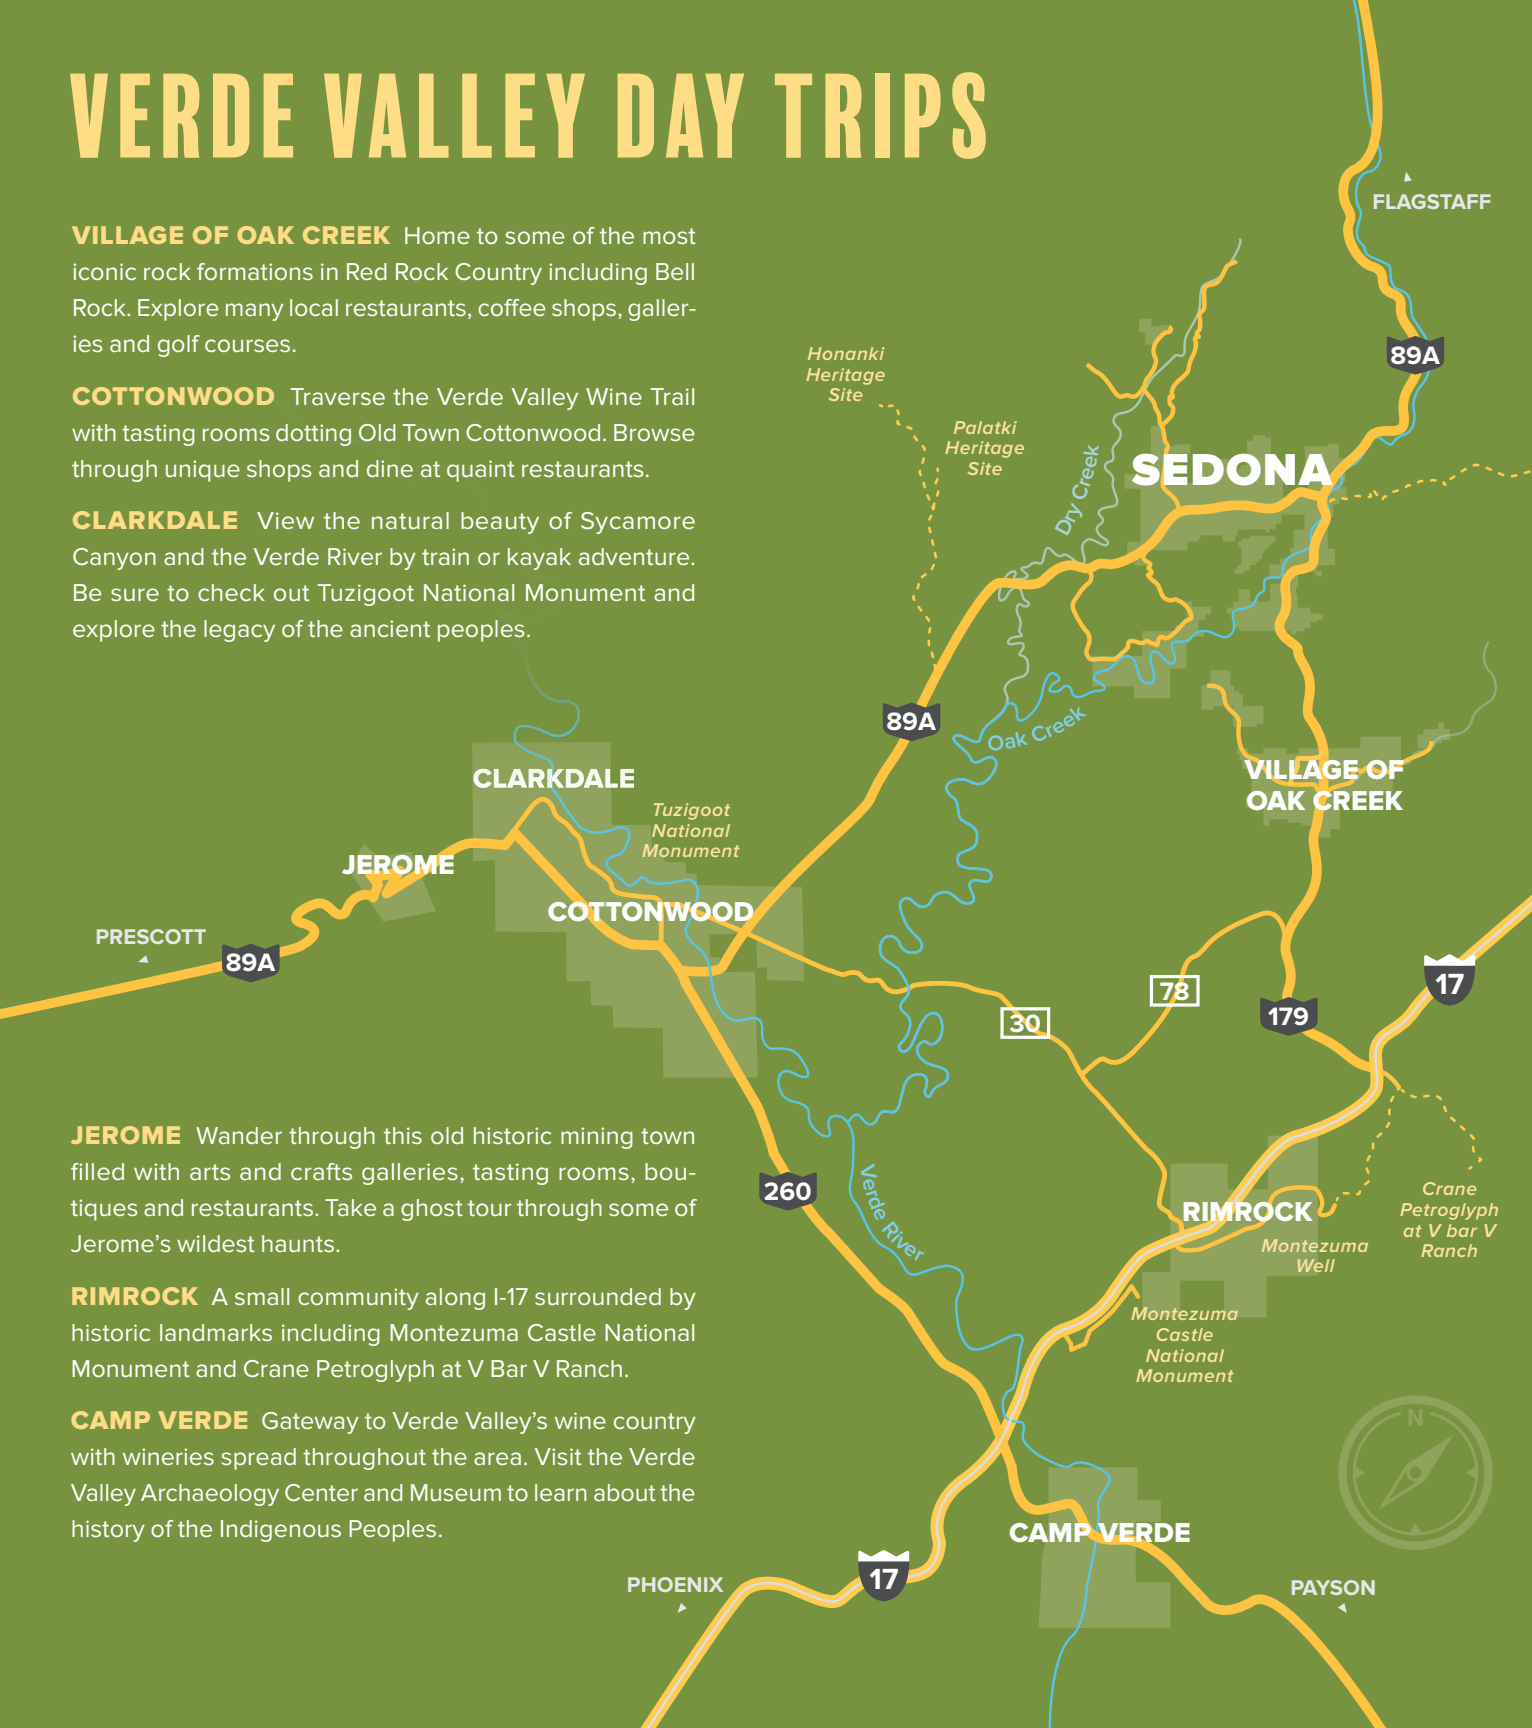 VERDE VALLEY DAY TRIPS
VILLAGE OF OAK CREEK Home to some of the most
iconic rock formations in Red Rock Country including Bell
Rock. Explore many local restaurants, coffee shops, galler-
ies and golf courses.
COTTONWOOD Traverse the Verde Valley Wine Trail
with tasting rooms dotting Old Town Cottonwood. Browse
through unique shops and dine at quaint restaurants.
CLARKDALE View the natural beauty of Sycamore
Canyon and the Verde River by train or kayak adventure.
Be sure to check out Tuzigoot National Monument and
explore the legacy of the ancient peoples.
FLAGSTAFF
89A
Honanki
Heritage
Site
Palatki
Heritage
Site
Dry Creek
SEDONA
89A
Oak Creek
VILLAGE OF
OAK CREEK
CLARKDALE
Tuzigoot
National
Monument
JEROME
COTTONWOOD
PRESCOTT
89A
78
30
179
17
JEROME Wander through this old historic mining town
filled with arts and crafts galleries, tasting rooms, bou-
tiques and restaurants. Take a ghost tour through some of
Jerome's wildest haunts.
RIMROCK A small community along I-17 surrounded by
historic landmarks including Montezuma Castle National
Monument and Crane Petroglyph at V Bar V Ranch.
CAMP VERDE Gateway to Verde Valley's wine country
with wineries spread throughout the area. Visit the Verde
Valley Archaeology Center and Museum to learn about the
history of the Indigenous Peoples.
260
Verde River
RIMROCK
Montezuma
Well
Crane
Petroglyph
at V bar V
Ranch
Montezuma
Castle
National
Monument
N
CAMP VERDE
17
PHOENIX
PAYSON